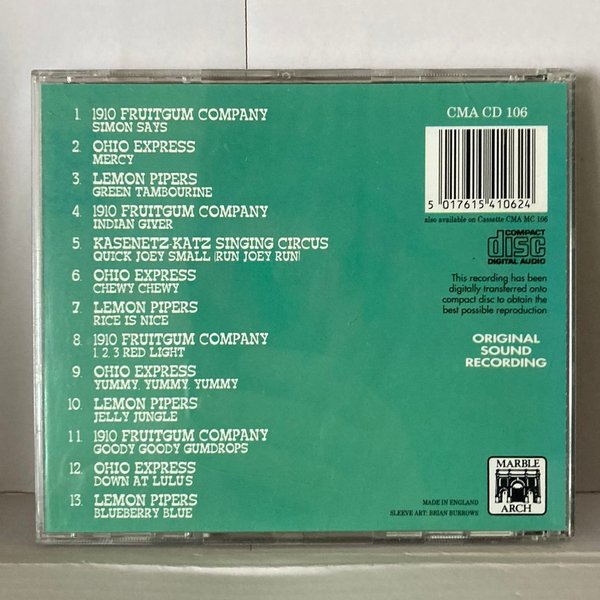 1. 1910 FRUITGUM COMPANY
SIMON SAYS
2. OHIO EXPRESS
MERCY
3. LEMON PIPERS
GREEN TAMBOURINE
4. 1910 FRUITGUM COMPANY
INDIAN GIVER
5. KASENETZ-KATZ SINGING CIRCUS
QUICK JOEY SMALL (RUN JOEY RUN)
6. OHIO EXPRESS
CHEWY CHEWY
7. LEMON PIPERS
RICE IS NICE
8. 1910 FRUITGUM COMPANY
1, 2, 3 RED LIGHT
9. OHIO EXPRESS
YUMMY, YUMMY, YUMMY
10. LEMON PIPERS
JELLY JUNGLE
11. 1910 FRUITGUM COMPANY
GOODY GOODY GUMDROPS
12. OHIO EXPRESS
DOWN AT LULU'S
13. LEMON PIPERS
BLUEBERRY BLUE
CMA CD 106
5 017615 410624
also available on Cassette CMA MC 106
COMPACT
disc
DIGITAL AUDIO
This recording has been
digitally transferred onto
compact disc to obtain the
best possible reproduction
ORIGINAL
SOUND
RECORDING
MADE IN ENGLAND
SLEEVE ART: BRIAN BURROWS
MARBLE
ARCH